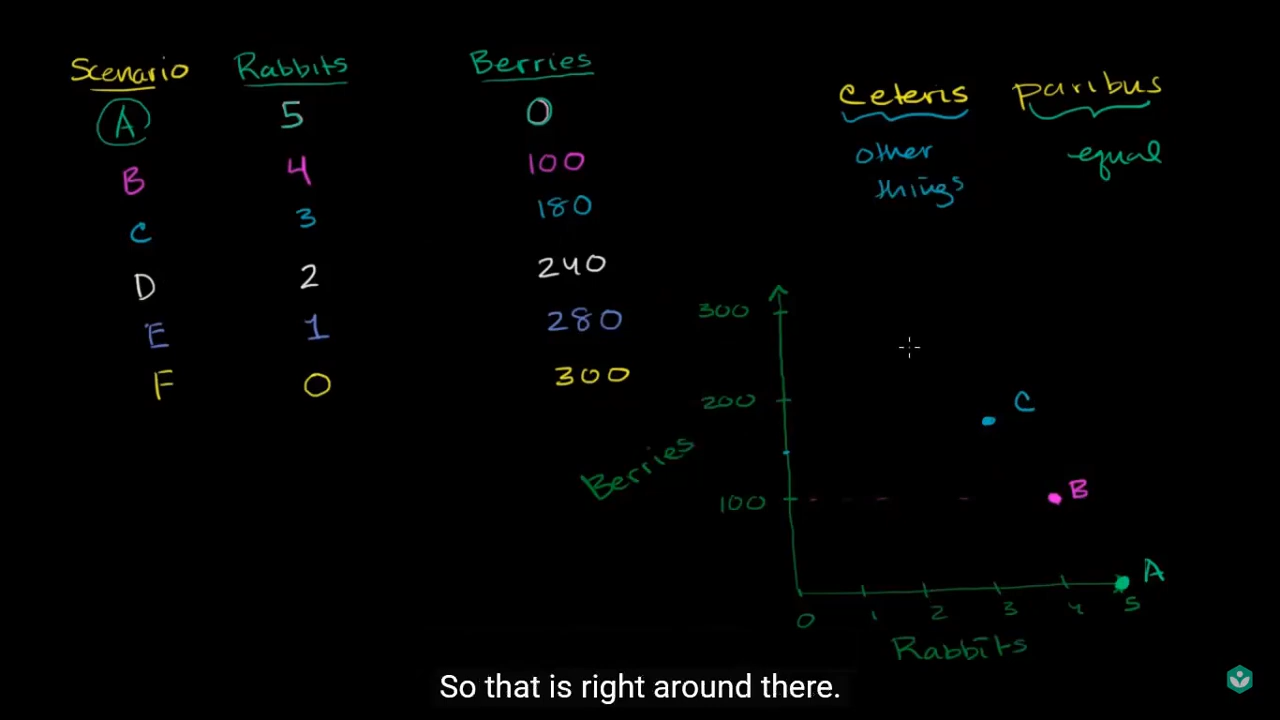 Scenario Rabbits Berries
A 5 0
B 4 100
C 3 180
D 2 240
E 1 280
F 0 300
Ceteris paribus
other equal
things
300
200
C
Berries
100
B
A
0 1 2 3 4 5
Rabbits
So that is right around there.